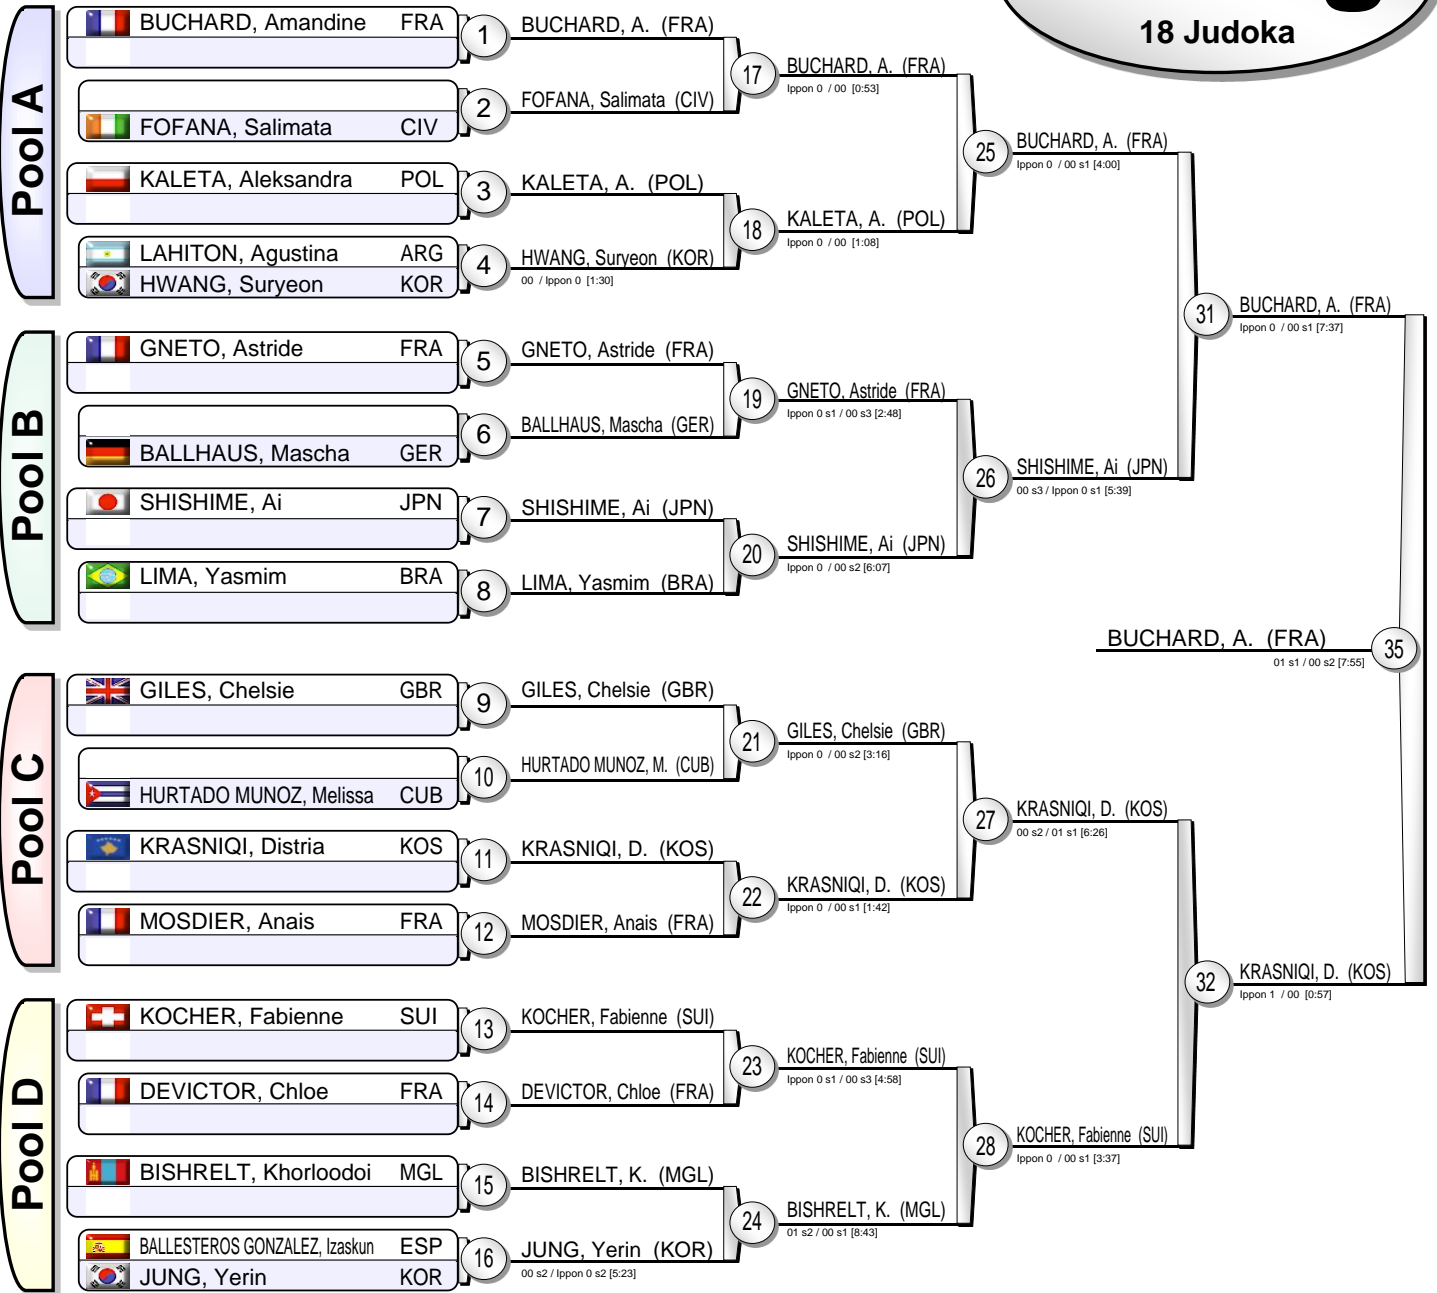 18 Judoka
Pool A
BUCHARD, Amandine FRA
1
BUCHARD, A. (FRA)
FOFANA, Salimata CIV
2
FOFANA, Salimata (CIV)
17
BUCHARD, A. (FRA)
Ippon 0 / 00 [0:53]
KALETA, Aleksandra POL
3
KALETA, A. (POL)
LAHITON, Agustina ARG
HWANG, Suryeon KOR
4
HWANG, Suryeon (KOR)
00 / Ippon 0 [1:30]
18
KALETA, A. (POL)
Ippon 0 / 00 [1:08]
25
BUCHARD, A. (FRA)
Ippon 0 / 00 s1 [4:00]
Pool B
GNETO, Astride FRA
5
GNETO, Astride (FRA)
BALLHAUS, Mascha GER
6
BALLHAUS, Mascha (GER)
19
GNETO, Astride (FRA)
Ippon 0 s1 / 00 s3 [2:48]
SHISHIME, Ai JPN
7
SHISHIME, Ai (JPN)
LIMA, Yasmim BRA
8
LIMA, Yasmim (BRA)
20
SHISHIME, Ai (JPN)
Ippon 0 / 00 s2 [6:07]
26
SHISHIME, Ai (JPN)
00 s3 / Ippon 0 s1 [5:39]
31
BUCHARD, A. (FRA)
Ippon 0 / 00 s1 [7:37]
BUCHARD, A. (FRA)
01 s1 / 00 s2 [7:55]
35
Pool C
GILES, Chelsie GBR
9
GILES, Chelsie (GBR)
HURTADO MUNOZ, Melissa CUB
10
HURTADO MUNOZ, M. (CUB)
21
GILES, Chelsie (GBR)
Ippon 0 / 00 s2 [3:16]
KRASNIQI, Distria KOS
11
KRASNIQI, D. (KOS)
MOSDIER, Anais FRA
12
MOSDIER, Anais (FRA)
22
KRASNIQI, D. (KOS)
Ippon 0 / 00 s1 [1:42]
27
KRASNIQI, D. (KOS)
00 s2 / 01 s1 [6:26]
Pool D
KOCHER, Fabienne SUI
13
KOCHER, Fabienne (SUI)
DEVICTOR, Chloe FRA
14
DEVICTOR, Chloe (FRA)
23
KOCHER, Fabienne (SUI)
Ippon 0 s1 / 00 s3 [4:58]
BISHRELT, Khorloodoi MGL
15
BISHRELT, K. (MGL)
BALLESTEROS GONZALEZ, Izaskun ESP
JUNG, Yerin KOR
16
JUNG, Yerin (KOR)
00 s2 / Ippon 0 s2 [5:23]
24
BISHRELT, K. (MGL)
01 s2 / 00 s1 [8:43]
28
KOCHER, Fabienne (SUI)
Ippon 0 / 00 s1 [3:37]
32
KRASNIQI, D. (KOS)
Ippon 1 / 00 [0:57]